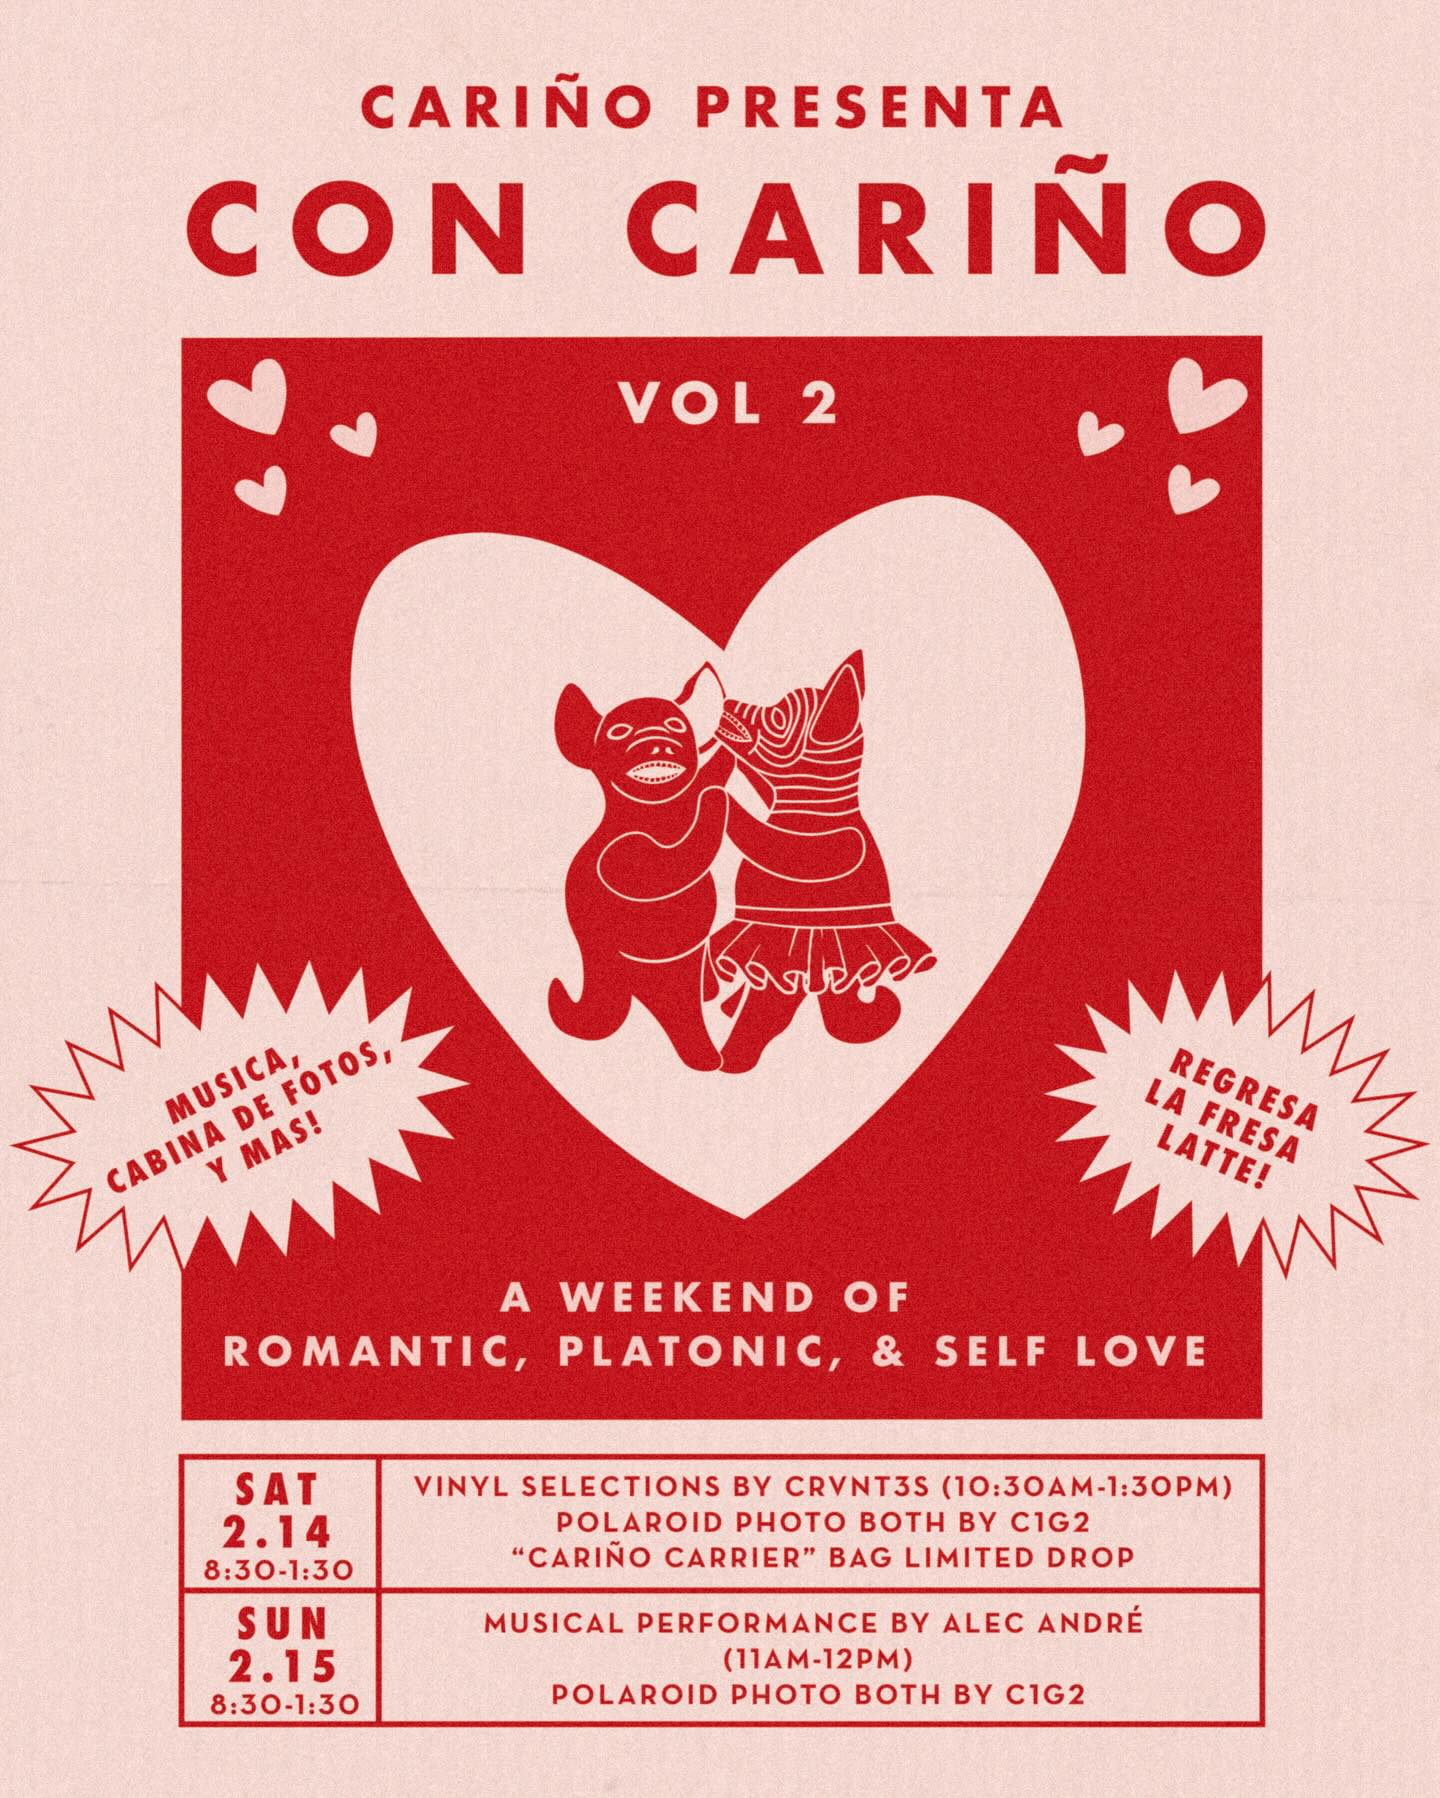 CARIÑO PRESENTA
CON CARIÑO
VOL 2
MUSICA,
CABINA DE FOTOS,
Y MAS!
REGRESA
LA FRESA
LATTE!
A WEEKEND OF
ROMANTIC, PLATONIC, & SELF LOVE
SAT
2.14
8:30-1:30
VINYL SELECTIONS BY CRVNT3S (10:30AM-1:30PM)
POLAROID PHOTO BOTH BY C1G2
“CARIÑO CARRIER” BAG LIMITED DROP
SUN
2.15
8:30-1:30
MUSICAL PERFORMANCE BY ALEC ANDRÉ
(11AM-12PM)
POLAROID PHOTO BOTH BY C1G2